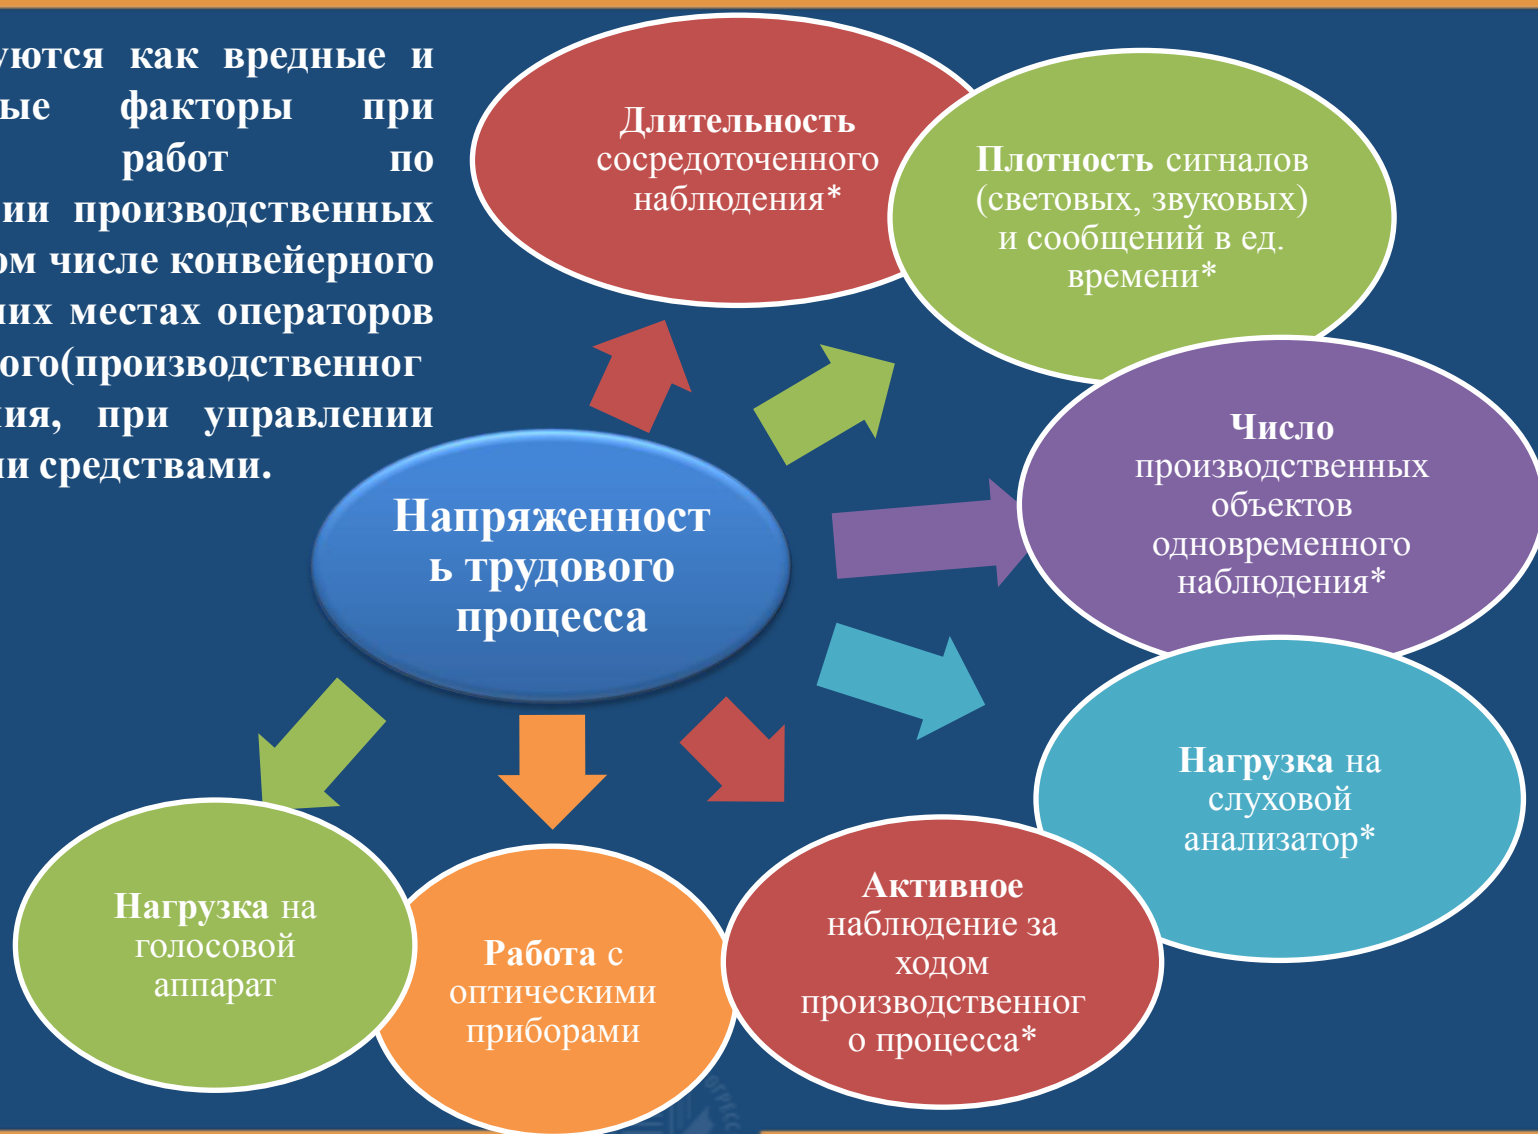 уются как вредные и
ые факторы при
работ по
ии производственных
ом числе конвейерного
их местах операторов
ого(производственног
ия, при управлении
и средствами.
Длительность
сосредоточенного
наблюдения*
Плотность сигналов
(световых, звуковых)
и сообщений в ед.
времени*
Число
производственных
объектов
одновременного
наблюдения*
Напряженност
ь трудового
процесса
Нагрузка на
слуховой
анализатор*
Активное
наблюдение за
ходом
производственног
о процесса*
Работа с
оптическими
приборами
Нагрузка на
голосовой
аппарат